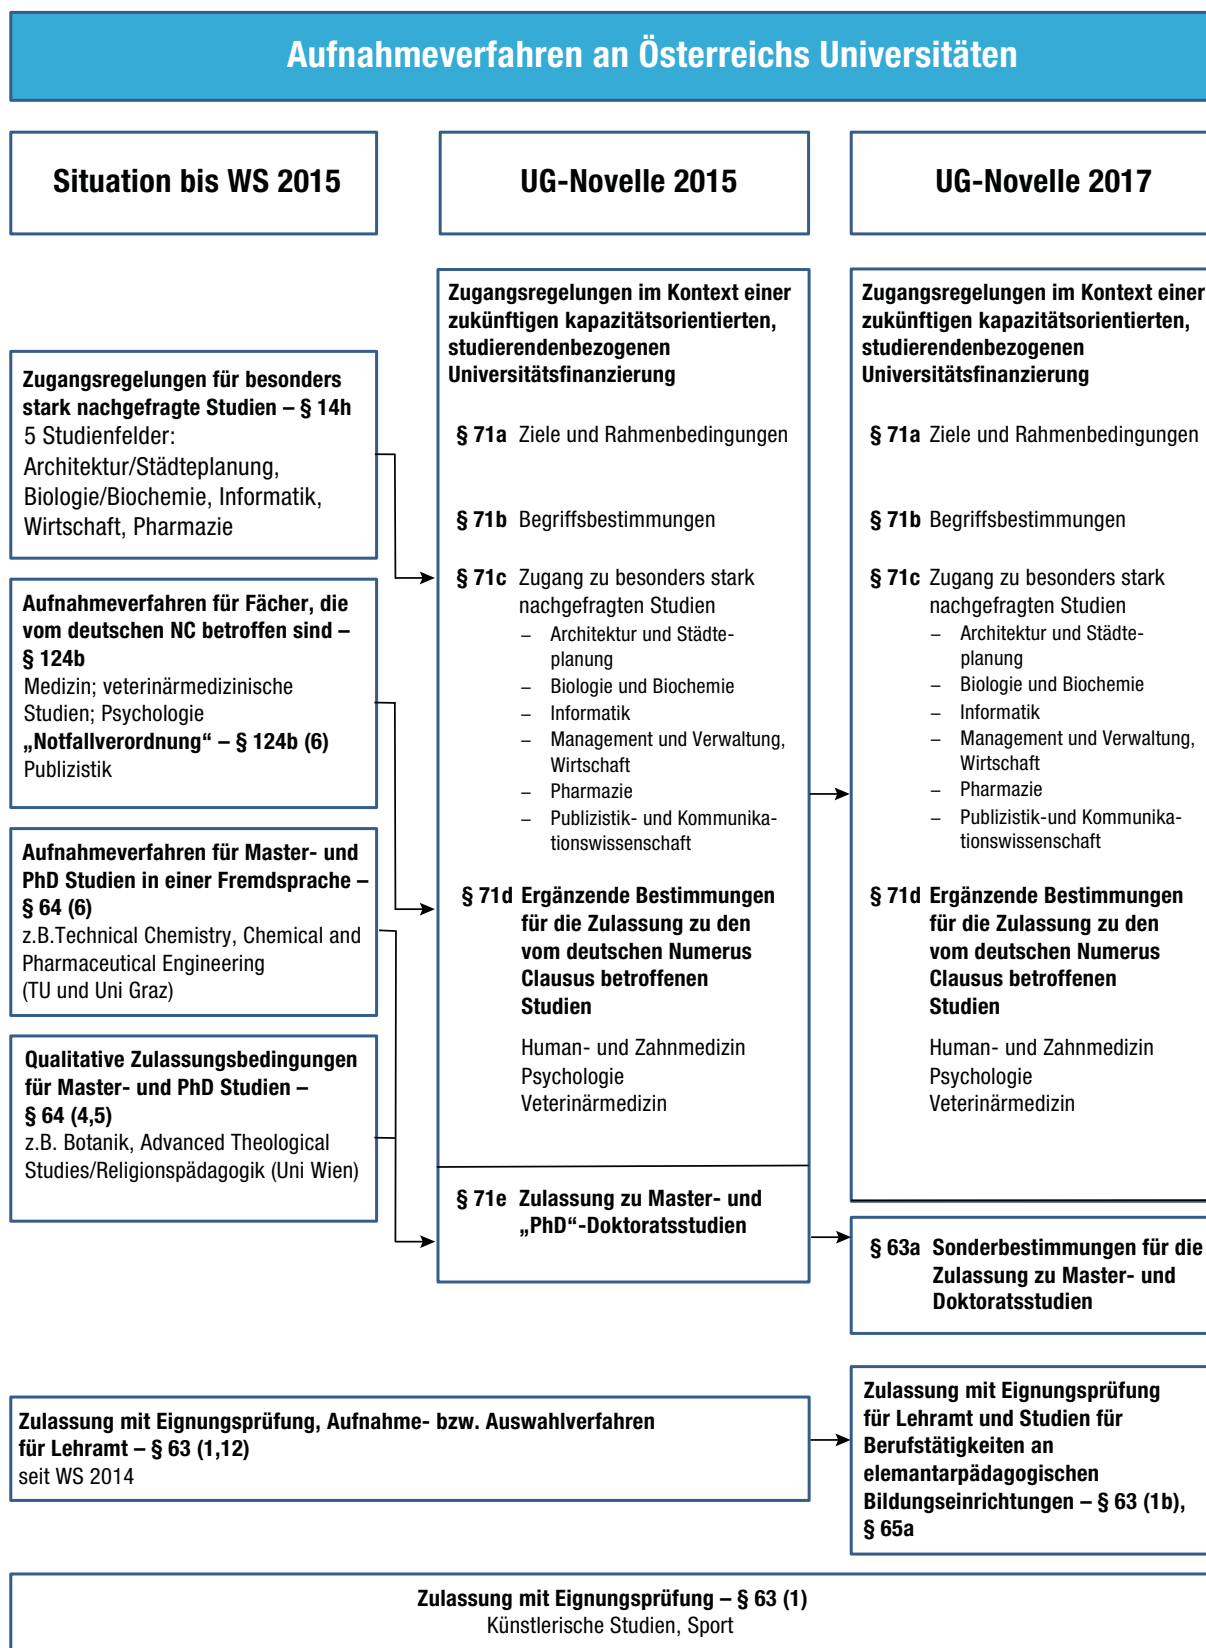 Aufnahmeverfahren an Österreichs Universitäten
Situation bis WS 2015
Zugangsregelungen für besonders
stark nachgefragte Studien – § 14h
5 Studienfelder:
Architektur/Städteplanung,
Biologie/Biochemie, Informatik,
Wirtschaft, Pharmazie
Aufnahmeverfahren für Fächer, die
vom deutschen NC betroffen sind –
§ 124b
Medizin; veterinärmedizinische
Studien; Psychologie
„Notfallverordnung“ – § 124b (6)
Publizistik
Aufnahmeverfahren für Master- und
PhD Studien in einer Fremdsprache –
§ 64 (6)
z.B.Technical Chemistry, Chemical and
Pharmaceutical Engineering
(TU und Uni Graz)
Qualitative Zulassungsbedingungen
für Master- und PhD Studien –
§ 64 (4,5)
z.B. Botanik, Advanced Theological
Studies/Religionspädagogik (Uni Wien)
UG-Novelle 2015
Zugangsregelungen im Kontext einer
zukünftigen kapazitätsorientierten,
studierendenbezogenen
Universitätsfinanzierung
§ 71a Ziele und Rahmenbedingungen
§ 71b Begriffsbestimmungen
§ 71c Zugang zu besonders stark
nachgefragten Studien
– Architektur und Städte-
planung
– Biologie und Biochemie
– Informatik
– Management und Verwaltung,
Wirtschaft
– Pharmazie
– Publizistik- und Kommunika-
tionswissenschaft
§ 71d Ergänzende Bestimmungen
für die Zulassung zu den
vom deutschen Numerus
Clausus betroffenen
Studien
Human- und Zahnmedizin
Psychologie
Veterinärmedizin
§ 71e Zulassung zu Master- und
„PhD“-Doktoratsstudien
UG-Novelle 2017
Zugangsregelungen im Kontext einer
zukünftigen kapazitätsorientierten,
studierendenbezogenen
Universitätsfinanzierung
§ 71a Ziele und Rahmenbedingungen
§ 71b Begriffsbestimmungen
§ 71c Zugang zu besonders stark
nachgefragten Studien
– Architektur und Städte-
planung
– Biologie und Biochemie
– Informatik
– Management und Verwaltung,
Wirtschaft
– Pharmazie
– Publizistik-und Kommunika-
tionswissenschaft
§ 71d Ergänzende Bestimmungen
für die Zulassung zu den
vom deutschen Numerus
Clausus betroffenen
Studien
Human- und Zahnmedizin
Psychologie
Veterinärmedizin
§ 63a Sonderbestimmungen für die
Zulassung zu Master- und
Doktoratsstudien
Zulassung mit Eignungsprüfung, Aufnahme- bzw. Auswahlverfahren
für Lehramt – § 63 (1,12)
seit WS 2014
Zulassung mit Eignungsprüfung
für Lehramt und Studien für
Berufstätigkeiten an
elemantarpädagogischen
Bildungseinrichtungen – § 63 (1b),
§ 65a
Zulassung mit Eignungsprüfung – § 63 (1)
Künstlerische Studien, Sport